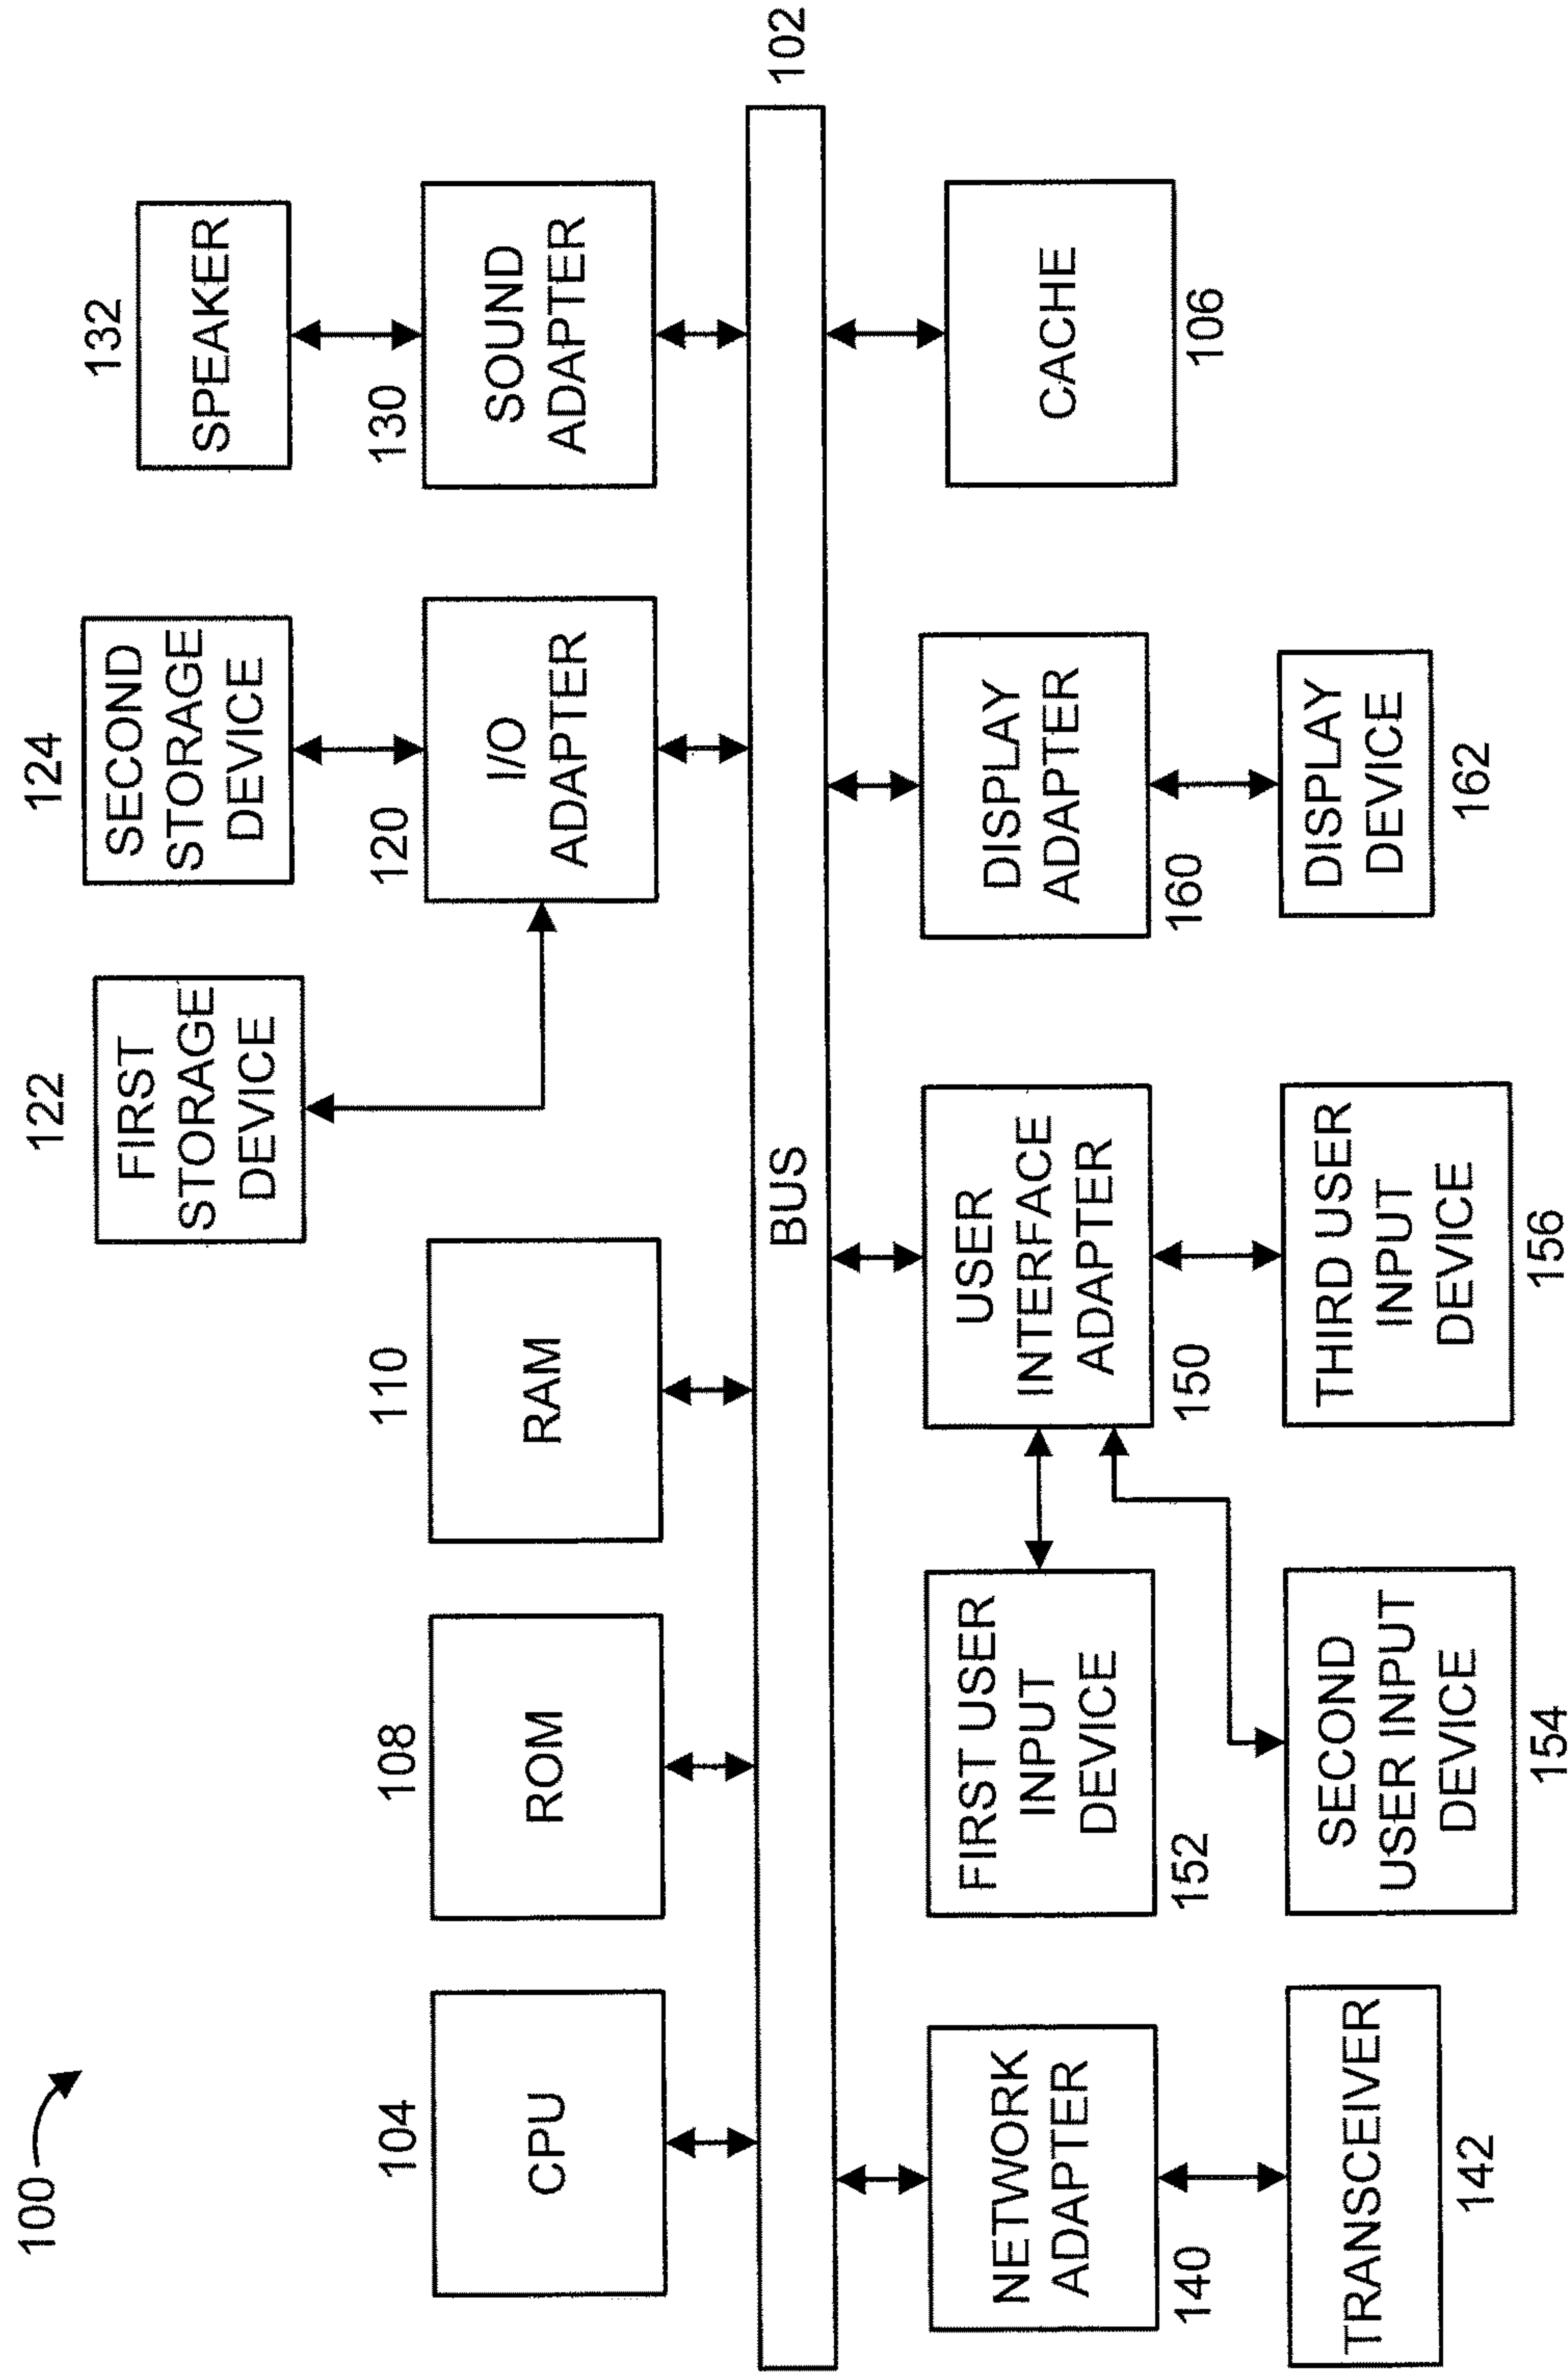 100
104
CPU
108
ROM
110
RAM
122
FIRST
STORAGE
DEVICE
124
SECOND
STORAGE
DEVICE
120
I/O
ADAPTER
132
SPEAKER
130
SOUND
ADAPTER
BUS
102
NETWORK
ADAPTER
140
TRANSCEIVER
142
FIRST USER
INPUT
DEVICE
152
SECOND
USER INPUT
DEVICE
154
USER
INTERFACE
ADAPTER
150
THIRD USER
INPUT
DEVICE
156
DISPLAY
ADAPTER
160
DISPLAY
DEVICE
162
CACHE
106